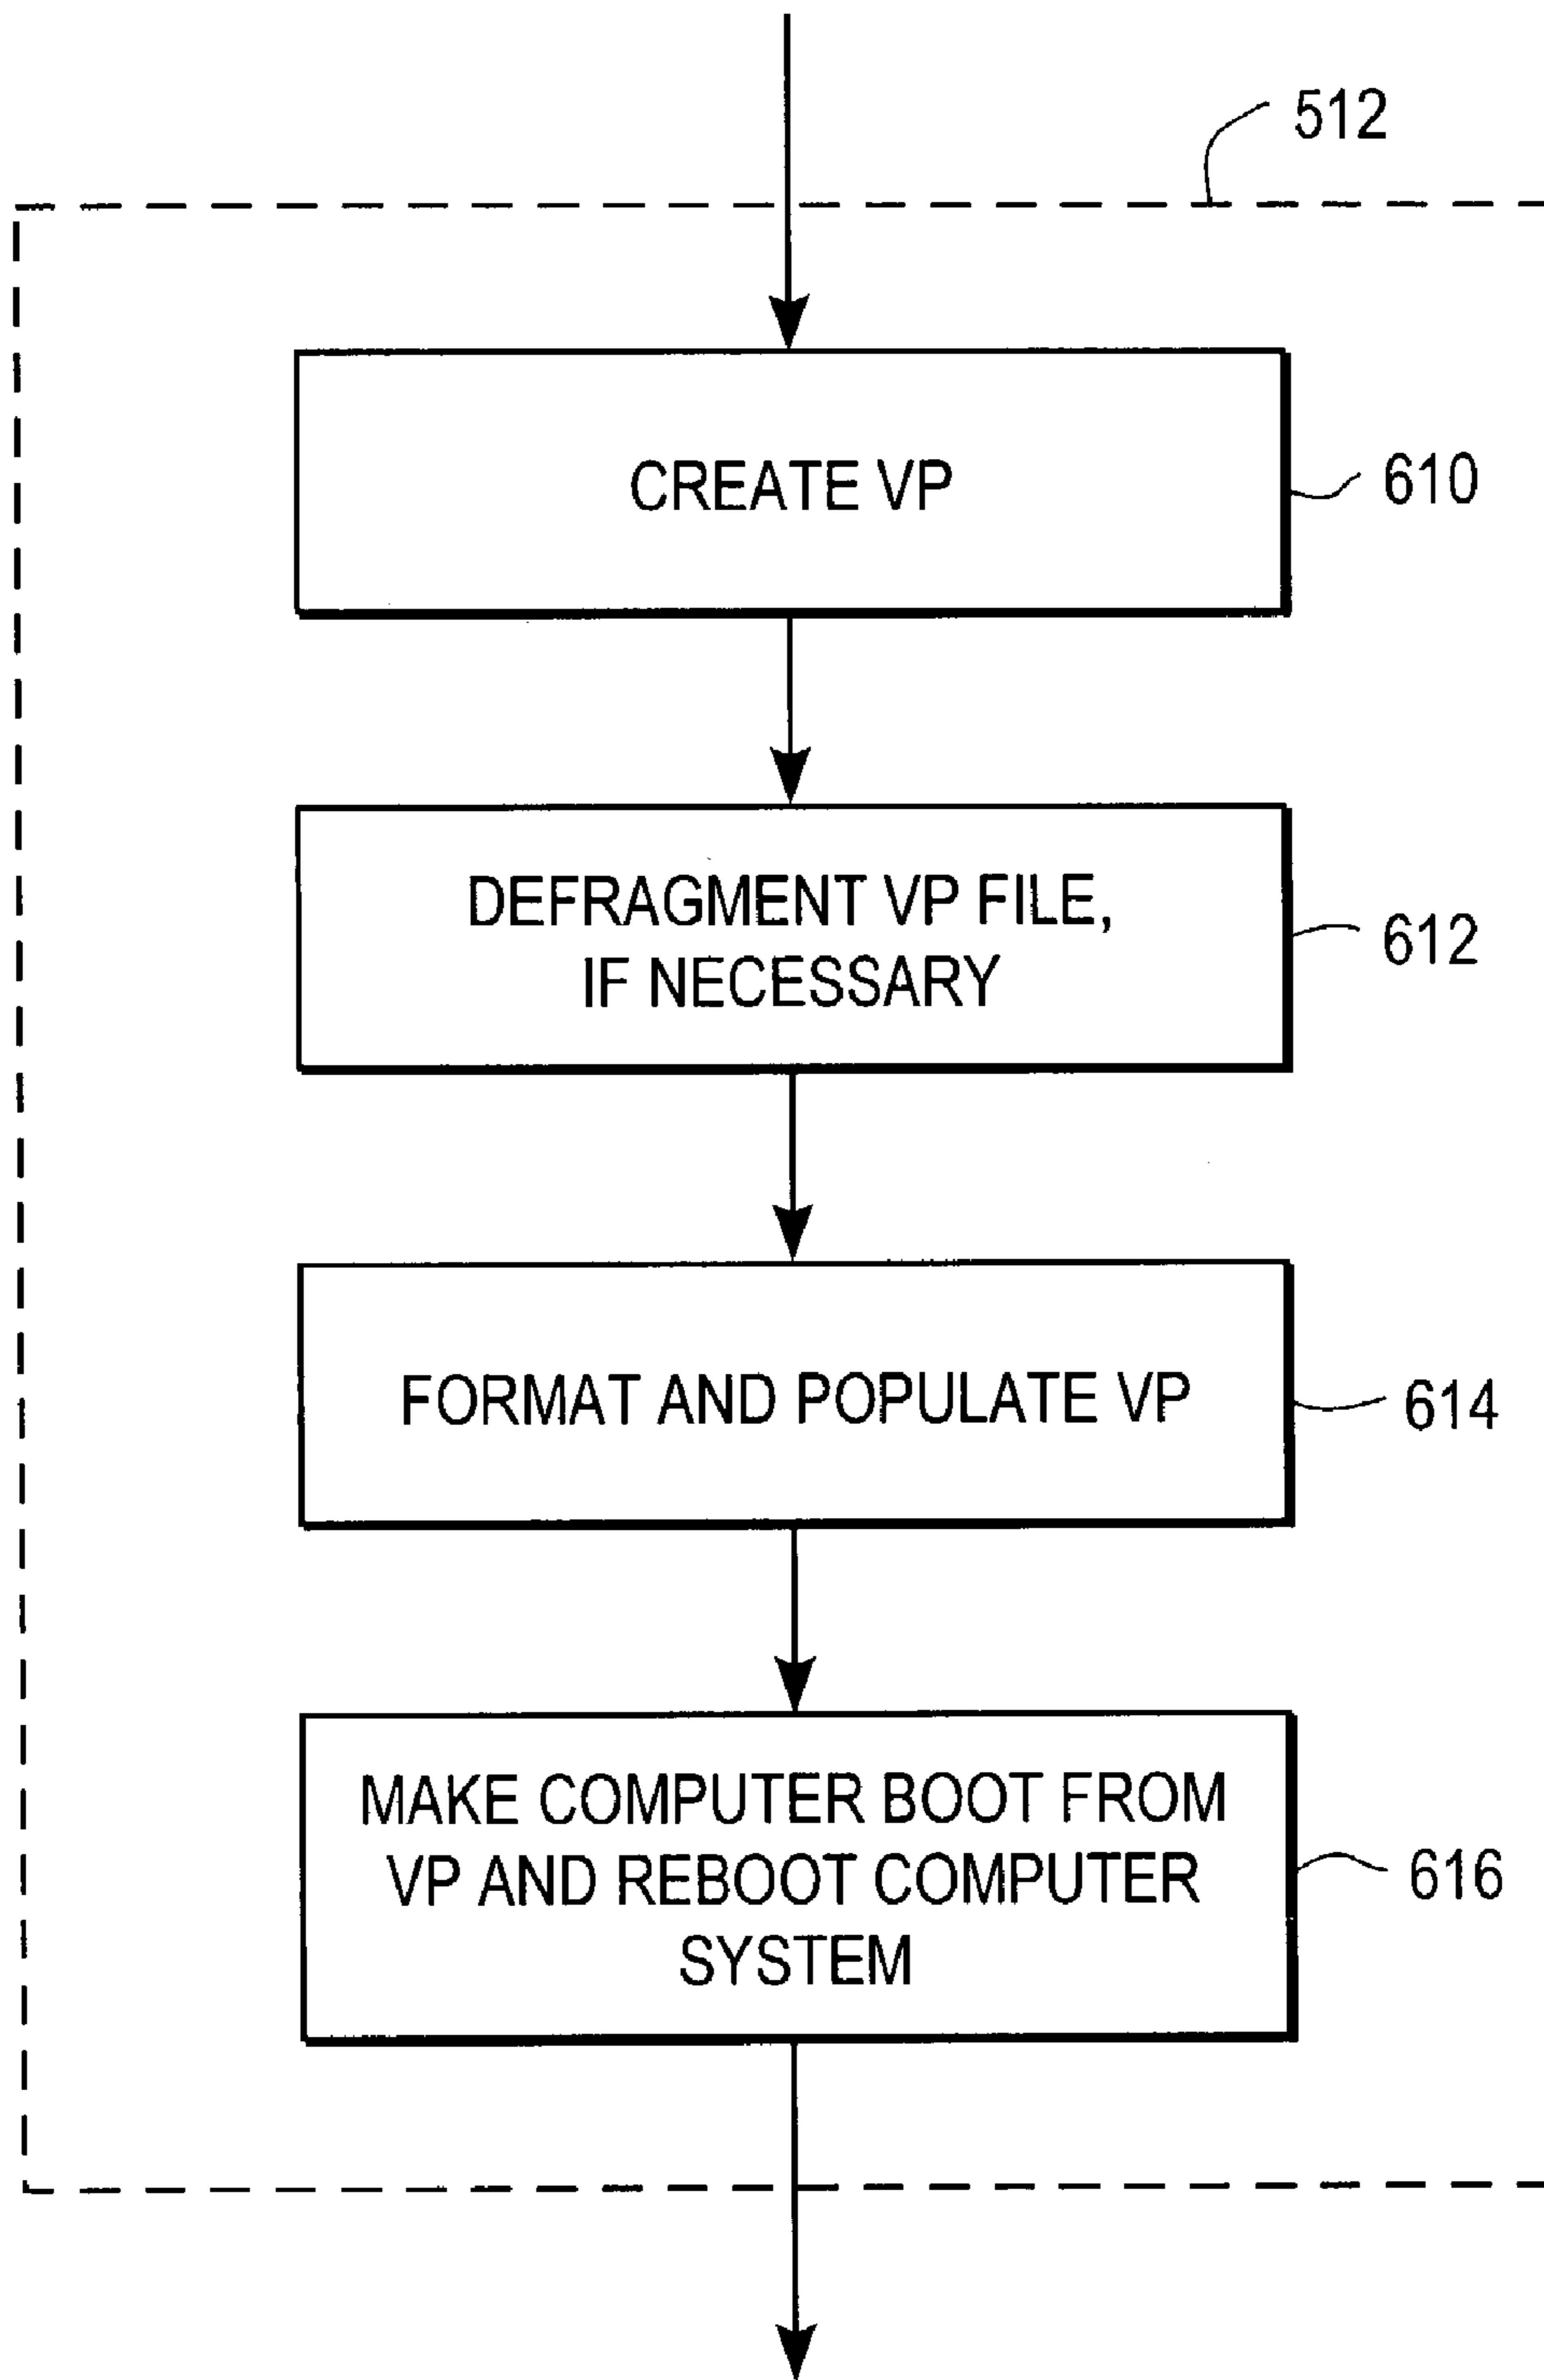 512
CREATE VP
610
DEFRAGMENT VP FILE,
IF NECESSARY
612
FORMAT AND POPULATE VP
614
MAKE COMPUTER BOOT FROM
VP AND REBOOT COMPUTER
SYSTEM
616